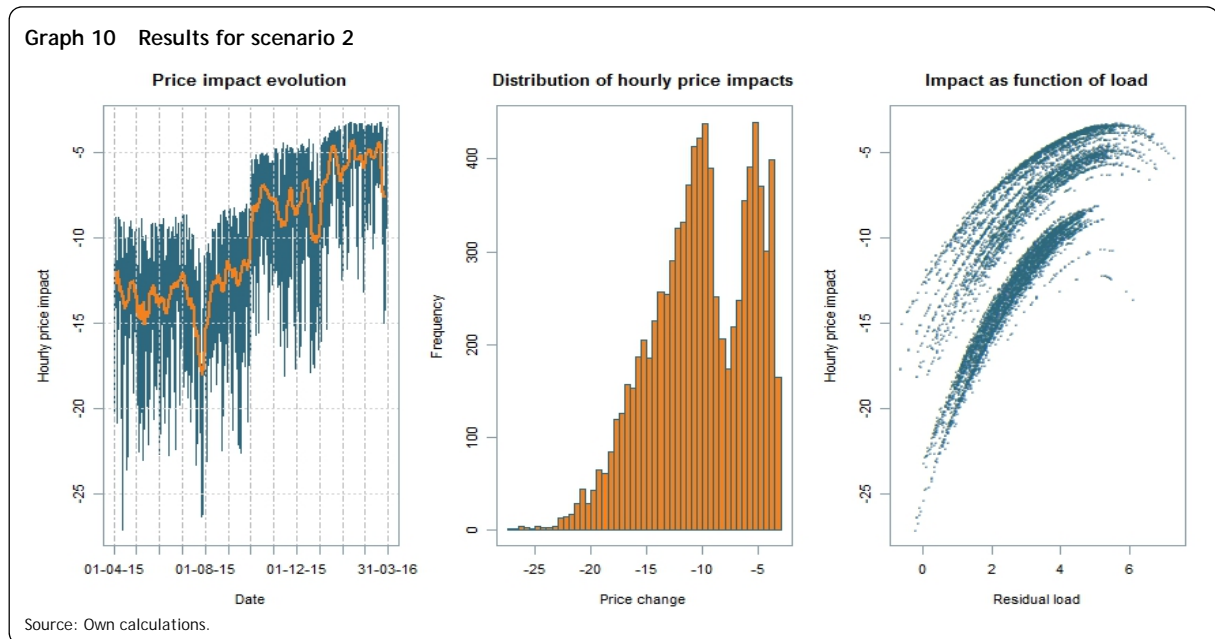 Graph 10 Results for scenario 2
Price impact evolution
Hourly price impact
-5
-10
-15
-20
-25
01-04-15 01-08-15 01-12-15 31-03-16
Date
Distribution of hourly price impacts
Frequency
400
300
200
100
0
-25 -20 -15 -10 -5
Price change
Impact as function of load
Hourly price impact
-5
-10
-15
-20
-25
0 2 4 6
Residual load
Source: Own calculations.